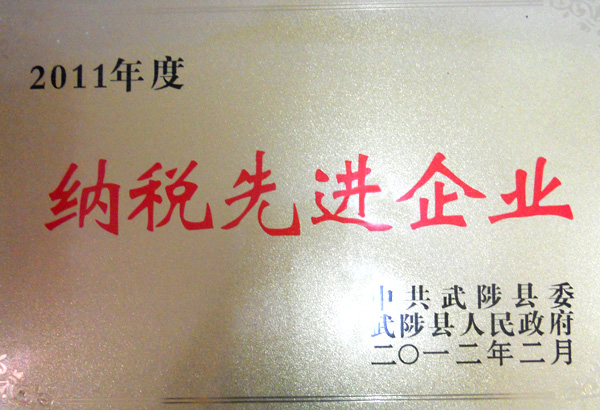 2011年度
纳税先进企业
中共武陟县委
武陟县人民政府
二〇一二年二月